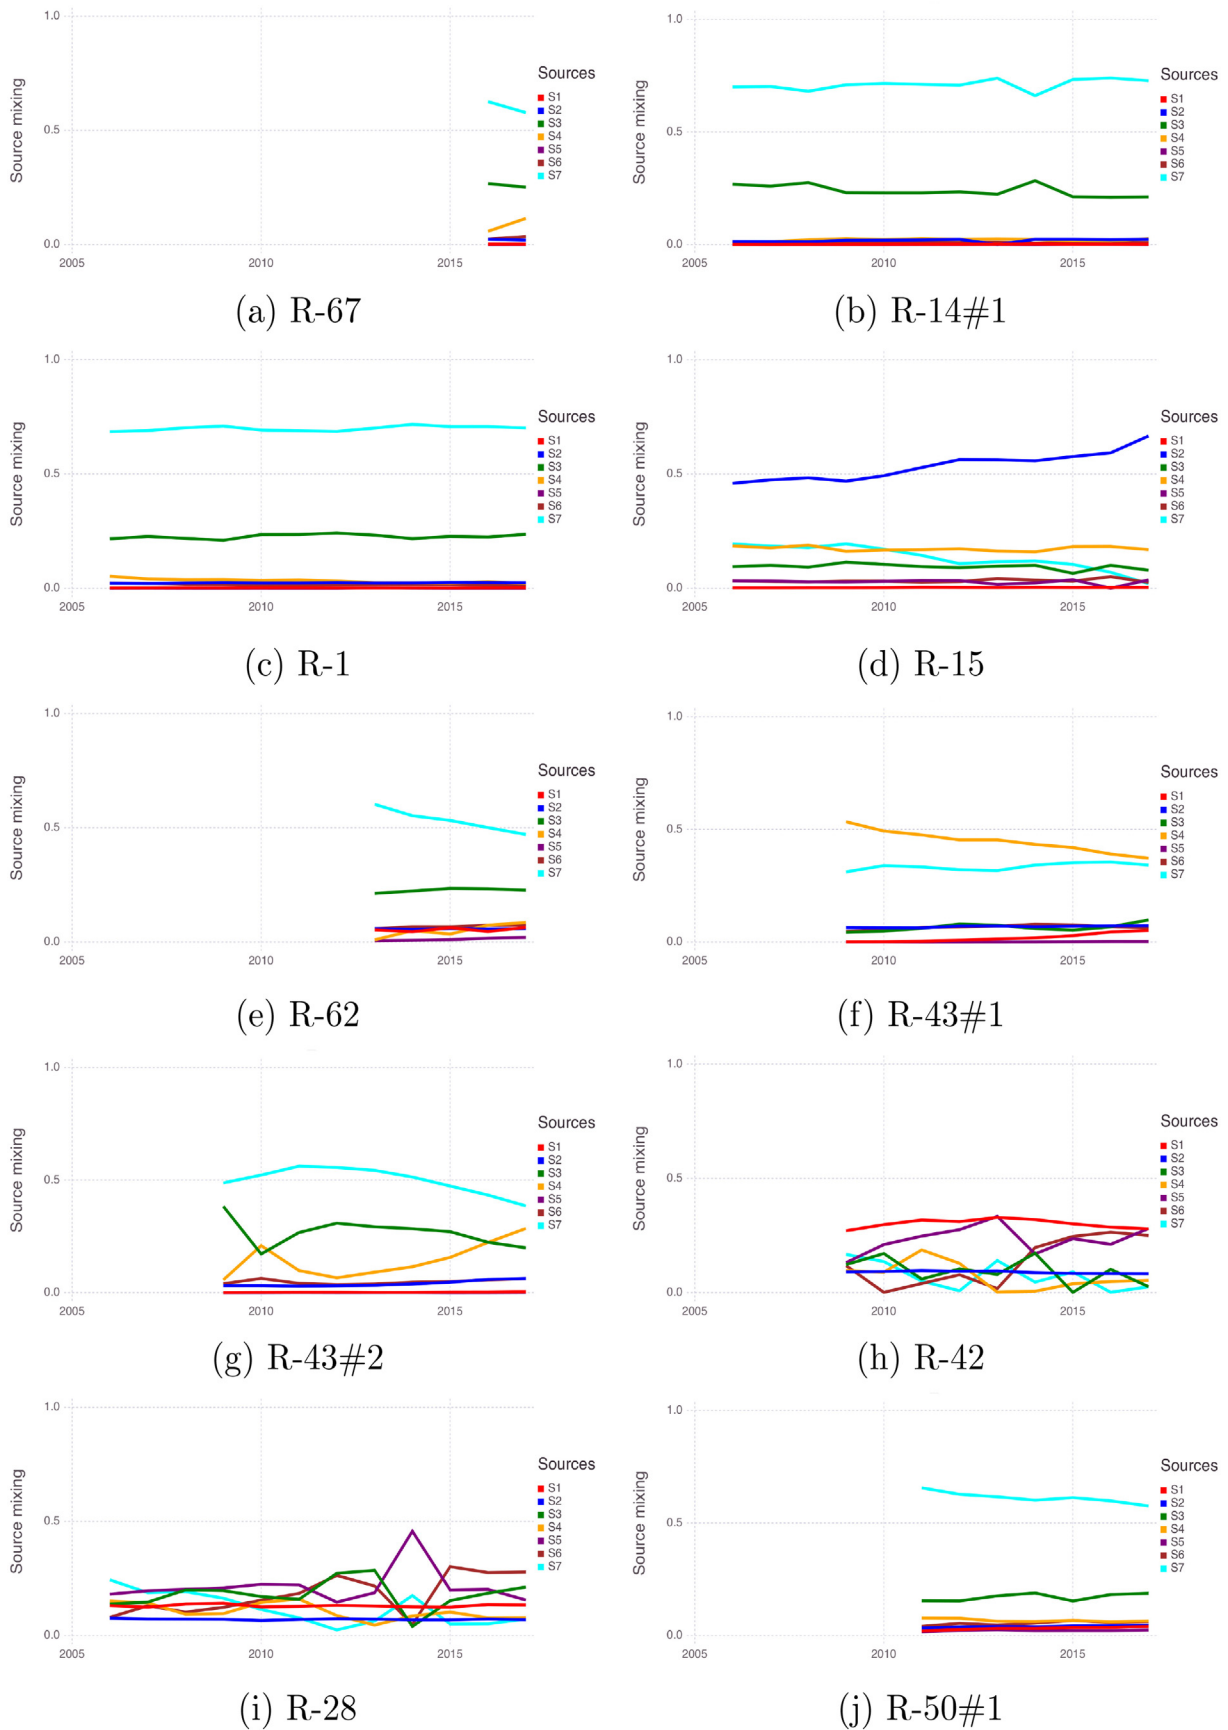 1.0
0.5
0.0
Source mixing
2005
2010
2015
Sources
S1
S2
S3
S4
S5
S6
S7
(a) R-67
1.0
0.5
0.0
Source mixing
2005
2010
2015
Sources
S1
S2
S3
S4
S5
S6
S7
(b) R-14#1
1.0
0.5
0.0
Source mixing
2005
2010
2015
Sources
S1
S2
S3
S4
S5
S6
S7
(c) R-1
1.0
0.5
0.0
Source mixing
2005
2010
2015
Sources
S1
S2
S3
S4
S5
S6
S7
(d) R-15
1.0
0.5
0.0
Source mixing
2005
2010
2015
Sources
S1
S2
S3
S4
S5
S6
S7
(e) R-62
1.0
0.5
0.0
Source mixing
2005
2010
2015
Sources
S1
S2
S3
S4
S5
S6
S7
(f) R-43#1
1.0
0.5
0.0
Source mixing
2005
2010
2015
Sources
S1
S2
S3
S4
S5
S6
S7
(g) R-43#2
1.0
0.5
0.0
Source mixing
2005
2010
2015
Sources
S1
S2
S3
S4
S5
S6
S7
(h) R-42
1.0
0.5
0.0
Source mixing
2005
2010
2015
Sources
S1
S2
S3
S4
S5
S6
S7
(i) R-28
1.0
0.5
0.0
Source mixing
2005
2010
2015
Sources
S1
S2
S3
S4
S5
S6
S7
(j) R-50#1